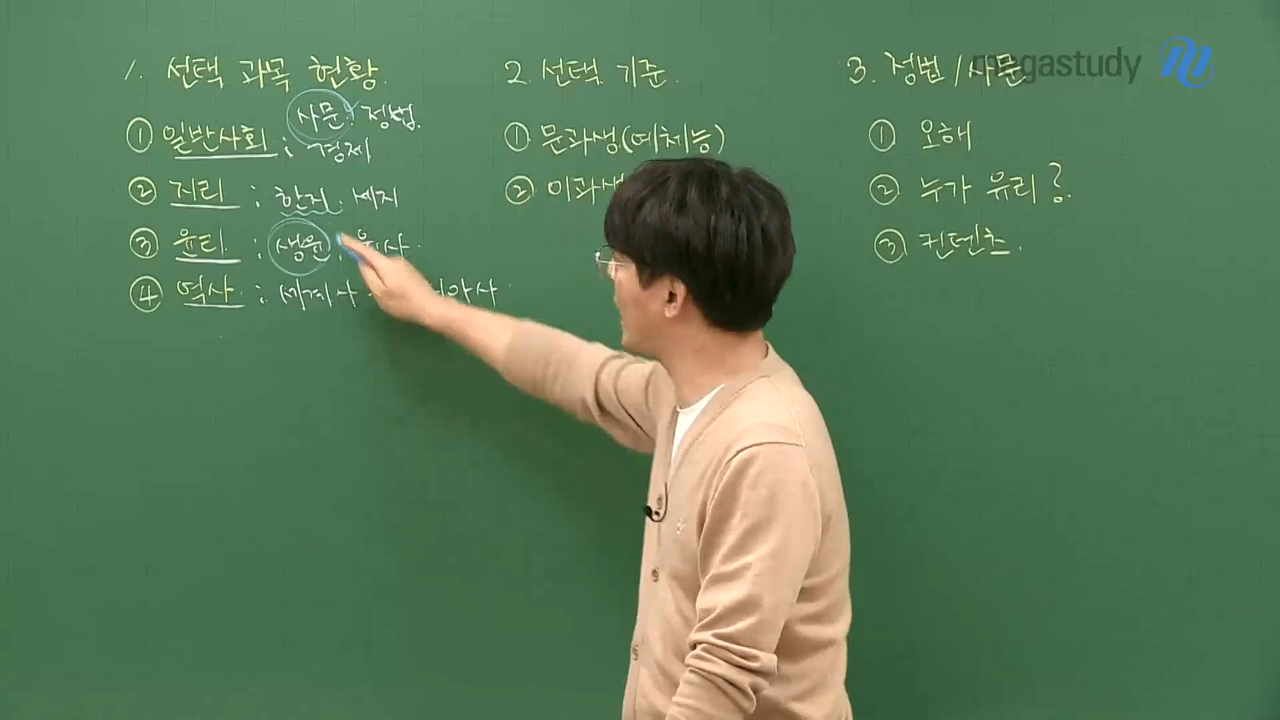 1. 선택 과목 현황.
사문. 정법.
① 일반사회 : 경제
② 지리 : 한지. 세지
③ 윤리. : 생윤. 윤사.
④ 역사 : 세계사.
2. 선택 기준.
① 문과생(예체능)
② 이과생
3. 정법/사문
① 오해
② 누가 유리?.
③ 컨텐츠.
megastudy